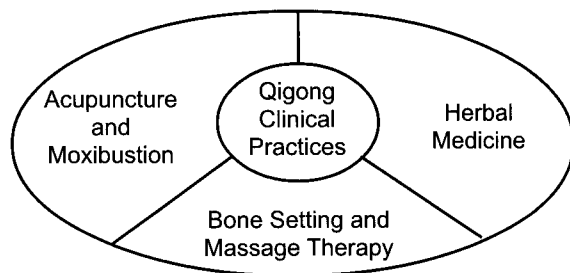 Acupuncture
and
Moxibustion
Qigong
Clinical
Practices
Herbal
Medicine
Bone Setting and
Massage Therapy